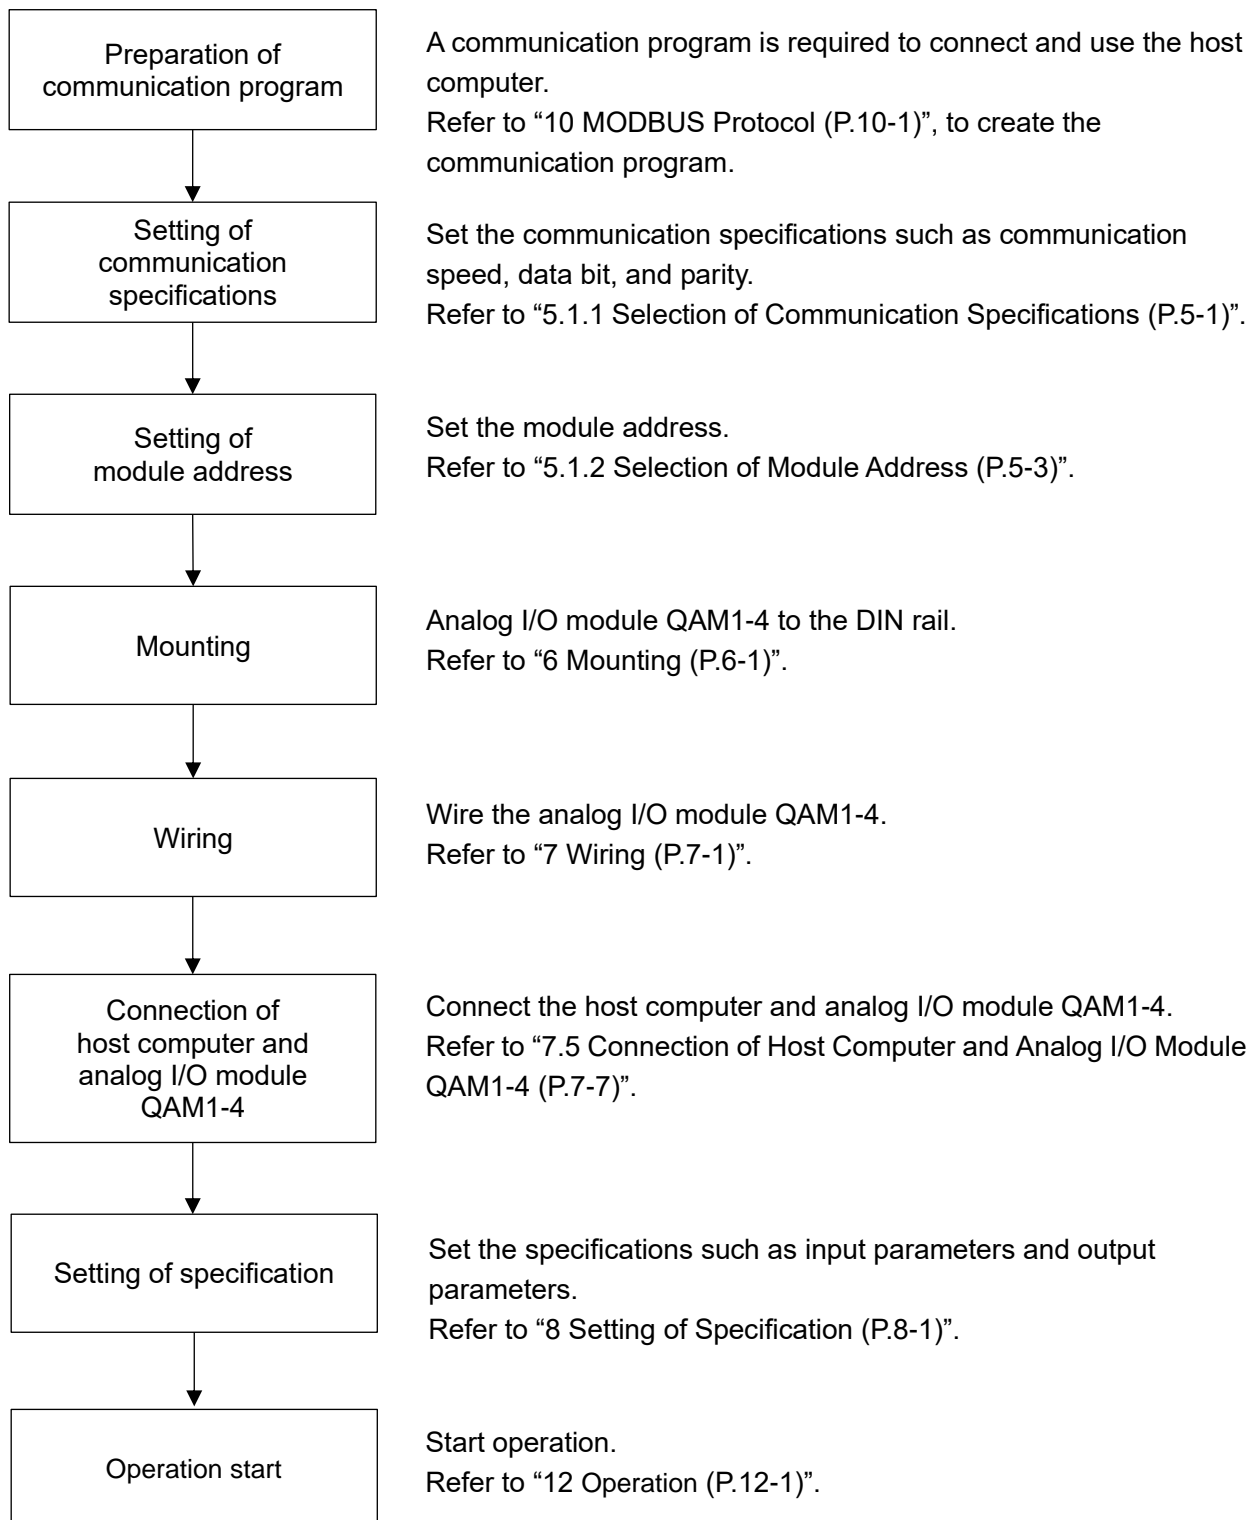 Preparation of
communication program
A communication program is required to connect and use the host
computer.
Refer to “10 MODBUS Protocol (P.10-1)”, to create the
communication program.
Setting of
communication
specifications
Set the communication specifications such as communication
speed, data bit, and parity.
Refer to “5.1.1 Selection of Communication Specifications (P.5-1)”.
Setting of
module address
Set the module address.
Refer to “5.1.2 Selection of Module Address (P.5-3)”.
Mounting
Analog I/O module QAM1-4 to the DIN rail.
Refer to “6 Mounting (P.6-1)”.
Wiring
Wire the analog I/O module QAM1-4.
Refer to “7 Wiring (P.7-1)”.
Connection of
host computer and
analog I/O module
QAM1-4
Connect the host computer and analog I/O module QAM1-4.
Refer to “7.5 Connection of Host Computer and Analog I/O Module
QAM1-4 (P.7-7)”.
Setting of specification
Set the specifications such as input parameters and output
parameters.
Refer to “8 Setting of Specification (P.8-1)”.
Operation start
Start operation.
Refer to “12 Operation (P.12-1)”.